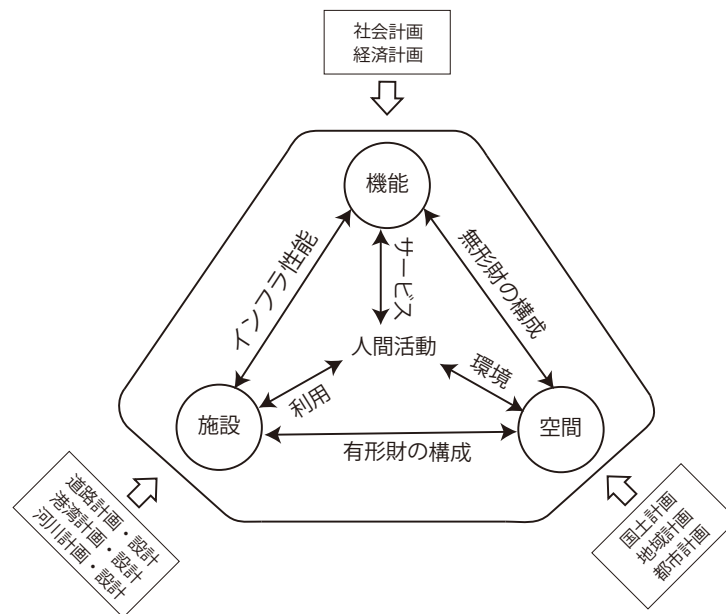 社会計画
経済計画
機能
インフラ性能
サービス
無形財の構成
人間活動
利用
環境
施設
空間
有形財の構成
道路計画・設計
港湾計画・設計
河川計画・設計
国土計画
地域計画
都市計画